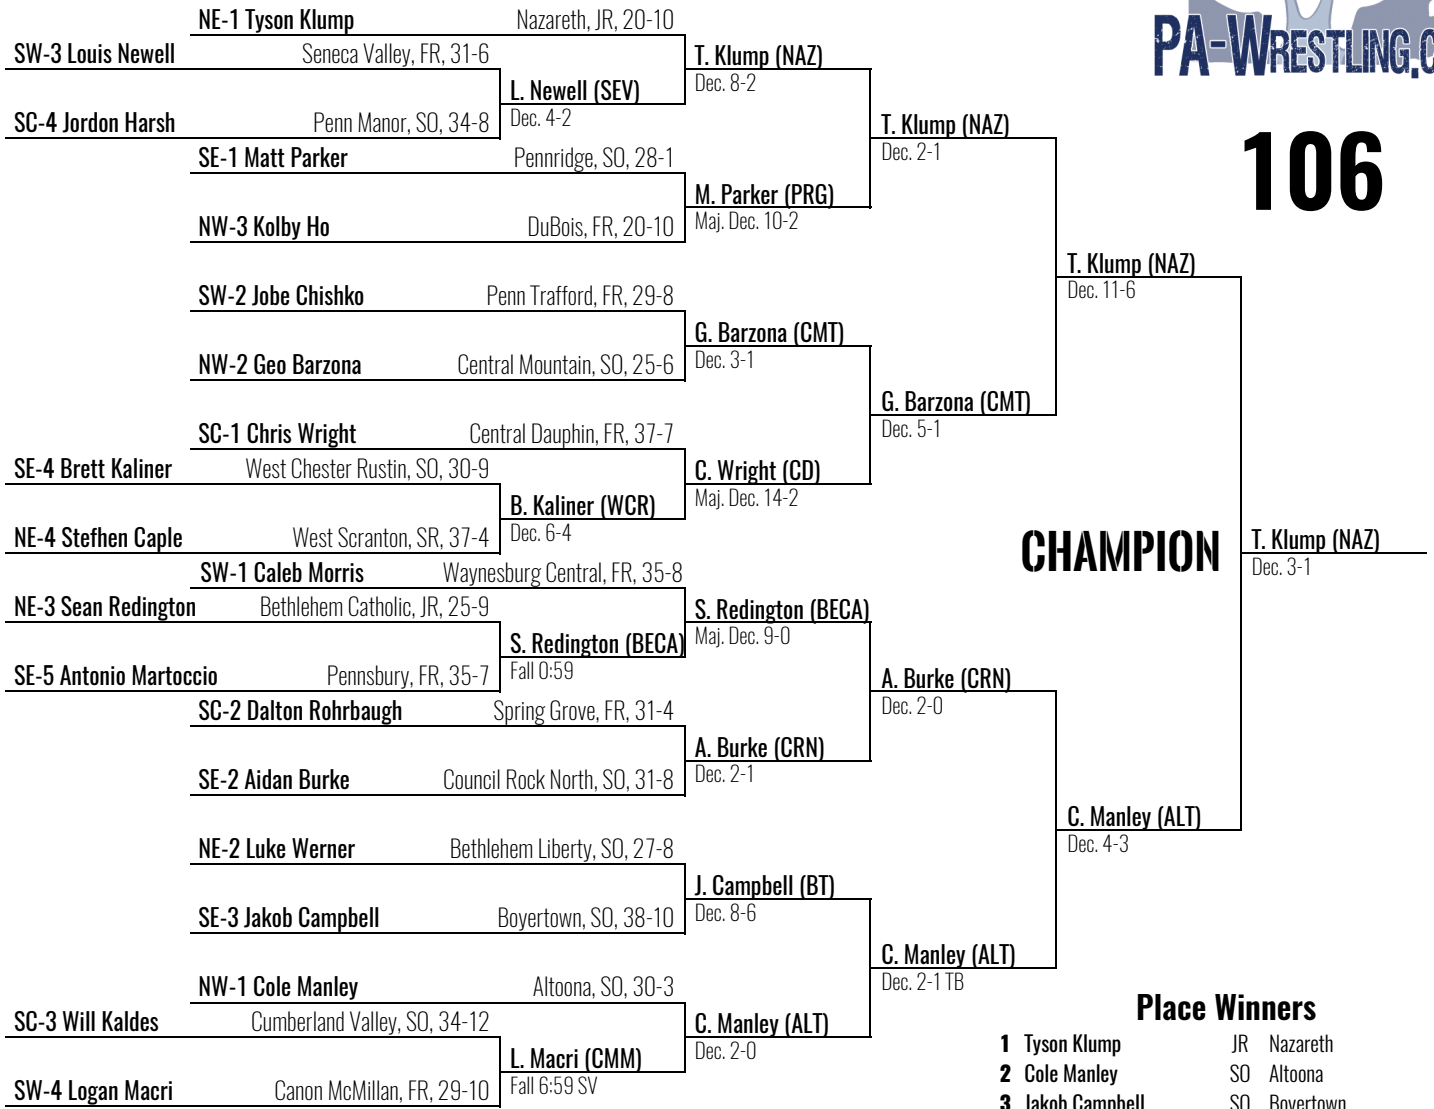 NE-1 Tyson Klump Nazareth, JR, 20-10
PA-WRESTLING.C
SW-3 Louis Newell Seneca Valley, FR, 31-6
T. Klump (NAZ)
Dec. 8-2
L. Newell (SEV)
Dec. 4-2
SC-4 Jordon Harsh Penn Manor, SO, 34-8
T. Klump (NAZ)
Dec. 2-1
106
SE-1 Matt Parker Pennridge, SO, 28-1
M. Parker (PRG)
Maj. Dec. 10-2
NW-3 Kolby Ho DuBois, FR, 20-10
T. Klump (NAZ)
Dec. 11-6
SW-2 Jobe Chishko Penn Trafford, FR, 29-8
G. Barzona (CMT)
Dec. 3-1
NW-2 Geo Barzona Central Mountain, SO, 25-6
G. Barzona (CMT)
Dec. 5-1
SC-1 Chris Wright Central Dauphin, FR, 37-7
SE-4 Brett Kaliner West Chester Rustin, SO, 30-9
C. Wright (CD)
Maj. Dec. 14-2
B. Kaliner (WCR)
Dec. 6-4
NE-4 Stefhen Caple West Scranton, SR, 37-4
CHAMPION
T. Klump (NAZ)
Dec. 3-1
SW-1 Caleb Morris Waynesburg Central, FR, 35-8
NE-3 Sean Redington Bethlehem Catholic, JR, 25-9
S. Redington (BECA)
Maj. Dec. 9-0
S. Redington (BECA)
Fall 0:59
SE-5 Antonio Martoccio Pennsbury, FR, 35-7
A. Burke (CRN)
Dec. 2-0
SC-2 Dalton Rohrbaugh Spring Grove, FR, 31-4
A. Burke (CRN)
Dec. 2-1
SE-2 Aidan Burke Council Rock North, SO, 31-8
C. Manley (ALT)
Dec. 4-3
NE-2 Luke Werner Bethlehem Liberty, SO, 27-8
J. Campbell (BT)
Dec. 8-6
SE-3 Jakob Campbell Boyertown, SO, 38-10
C. Manley (ALT)
Dec. 2-1 TB
NW-1 Cole Manley Altoona, SO, 30-3
SC-3 Will Kaldes Cumberland Valley, SO, 34-12
C. Manley (ALT)
Dec. 2-0
L. Macri (CMM)
Fall 6:59 SV
SW-4 Logan Macri Canon McMillan, FR, 29-10
Place Winners
1 Tyson Klump JR Nazareth
2 Cole Manley SO Altoona
3 Jakob Campbell SO Boyertown